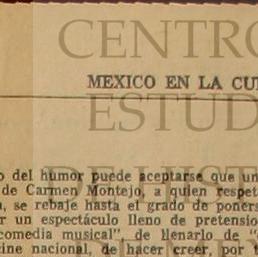 CENTRO
MEXICO EN LA CU
ESTUD
o del humor puede aceptarse que un
de Carmen Montejo, a quien respet
a, se rebaje hasta el grado de poners
r un espectáculo lleno de pretensio
comedia musical", de llenarlo de "
ine nacional, de hacer creer, por t